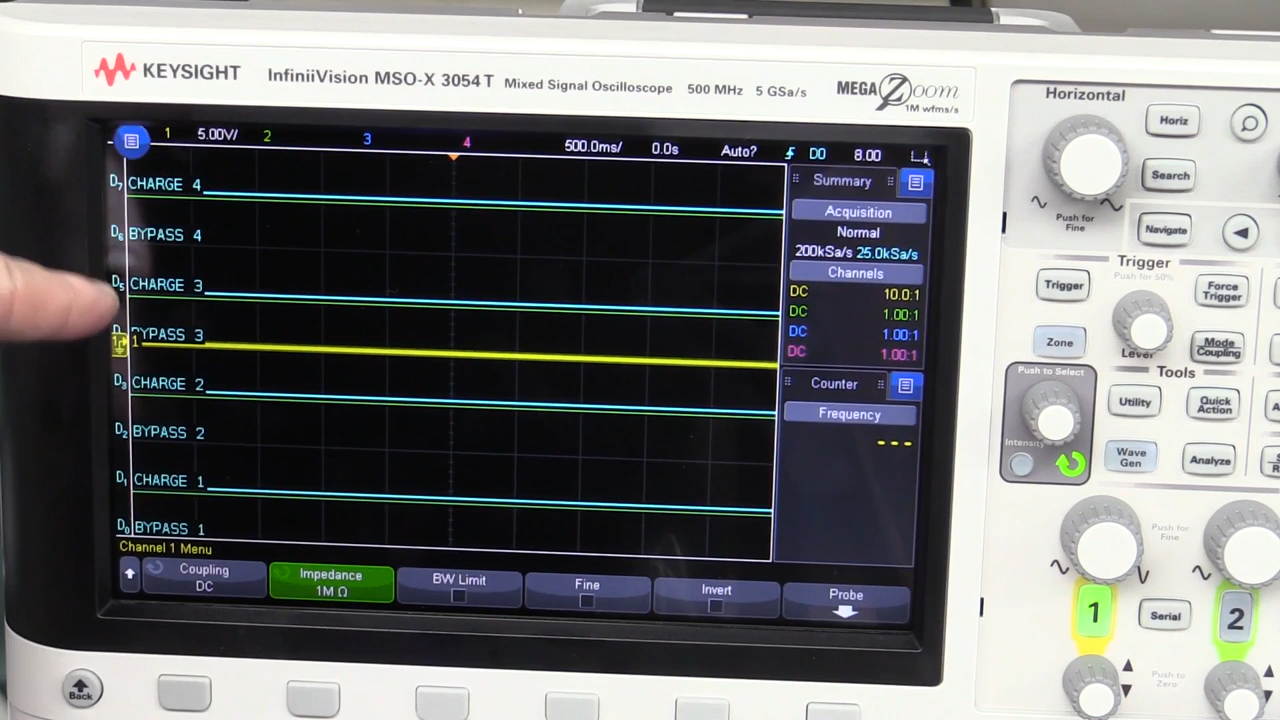 KEYSIGHT InfiniiVision MSO-X 3054T Mixed Signal Oscilloscope 500 MHz 5 GSa/s MEGA Zoom
1M wfms/s
1 5.00V/ 2 3 4 500.0ms/ 0.0s Auto? D0 8.00
D7 CHARGE 4
D6 BYPASS 4
D5 CHARGE 3
BYPASS 3
1
D3 CHARGE 2
D2 BYPASS 2
D1 CHARGE 1
D0 BYPASS 1
Summary
Acquisition
Normal
200kSa/s 25.0kSa/s
Channels
DC 10.0:1
DC 1.00:1
DC 1.00:1
DC 1.00:1
Counter
Frequency
---
Channel 1 Menu
Coupling
DC
Impedance
1M Ω
BW Limit
Fine
Invert
Probe
Back
Horizontal
Horiz
Push for
Fine
Search
Navigate
Trigger
Push for 50%
Trigger
Force
Trigger
Level
Zone
Mode
Coupling
Push to Select
Tools
Utility
Quick
Action
Intensity
Wave
Gen
Analyze
Push for
Fine
1
Serial
2
Push to
Zero